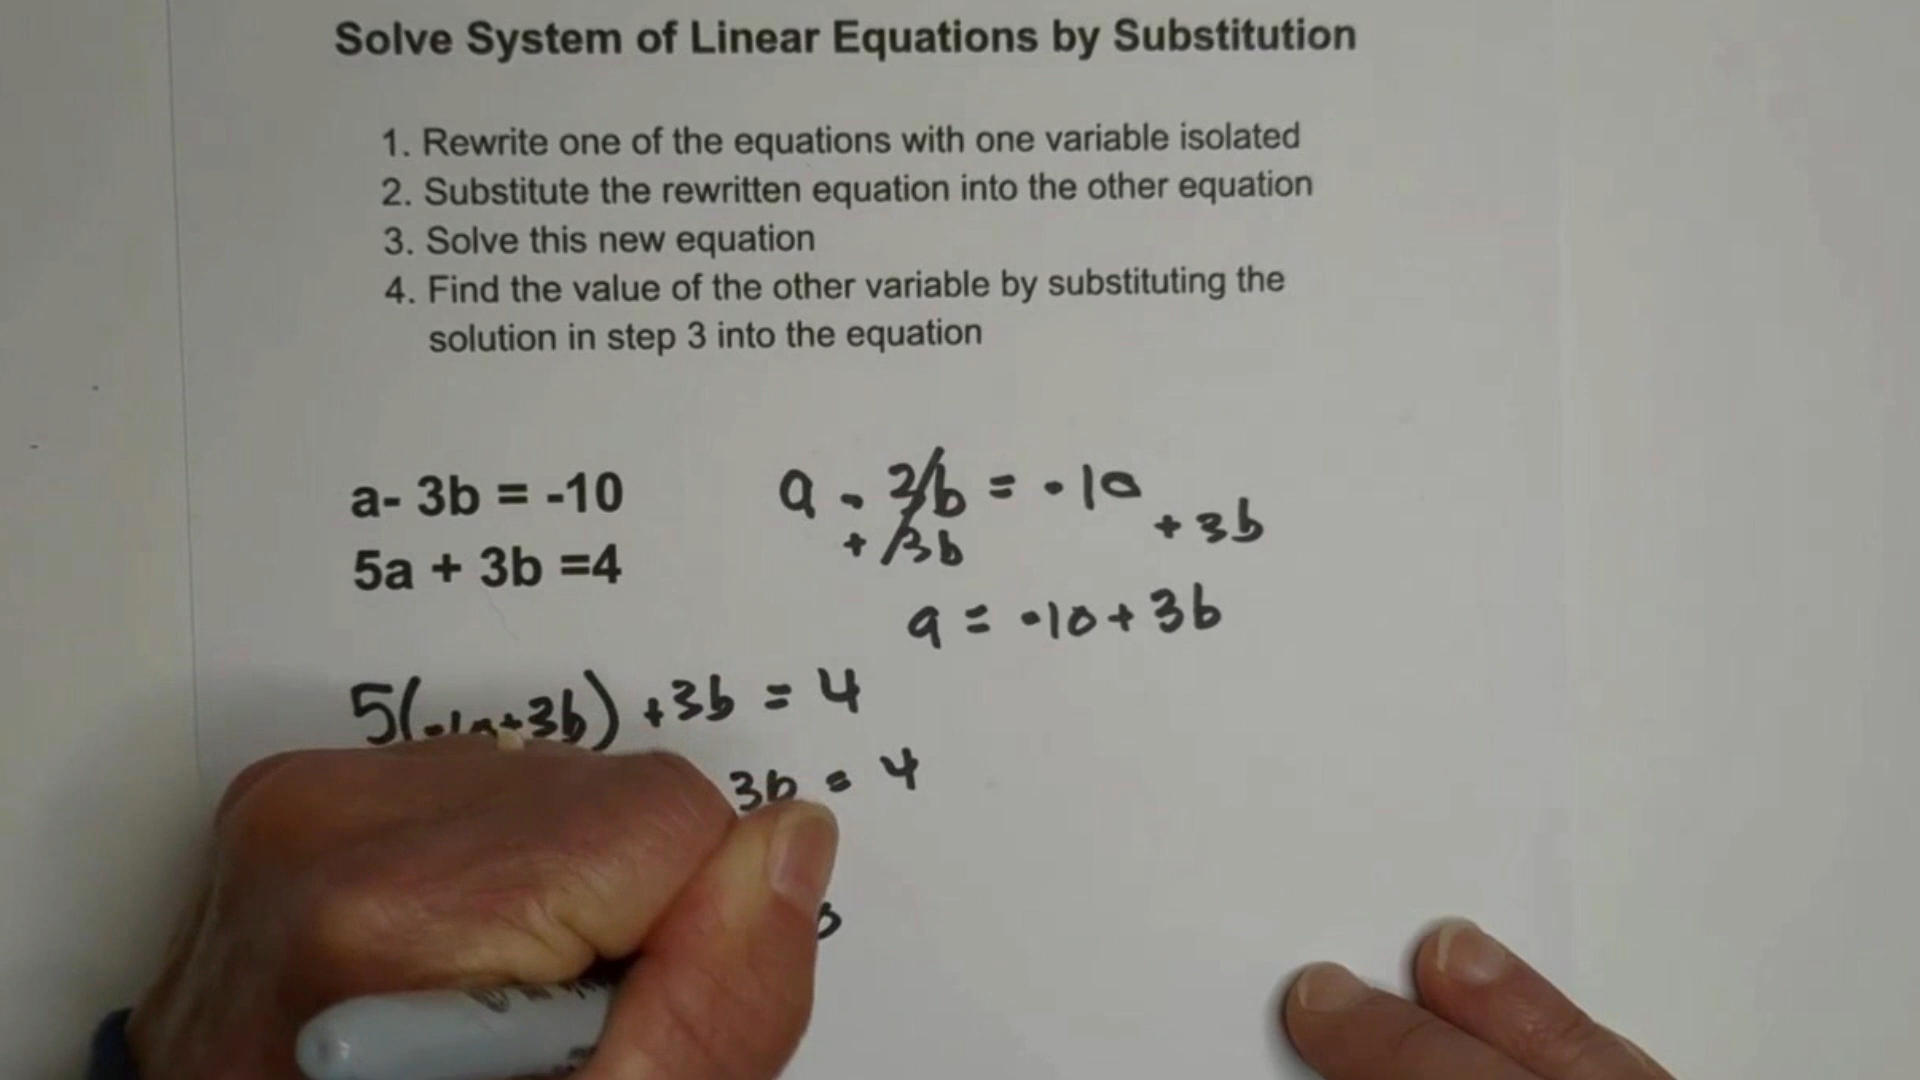 Solve System of Linear Equations by Substitution
1. Rewrite one of the equations with one variable isolated
2. Substitute the rewritten equation into the other equation
3. Solve this new equation
4. Find the value of the other variable by substituting the
solution in step 3 into the equation
a- 3b = -10
5a + 3b =4
a - 3b = -10
+ 3b + 3b
a = -10 + 3b
5(-10+3b) + 3b = 4
3b = 4